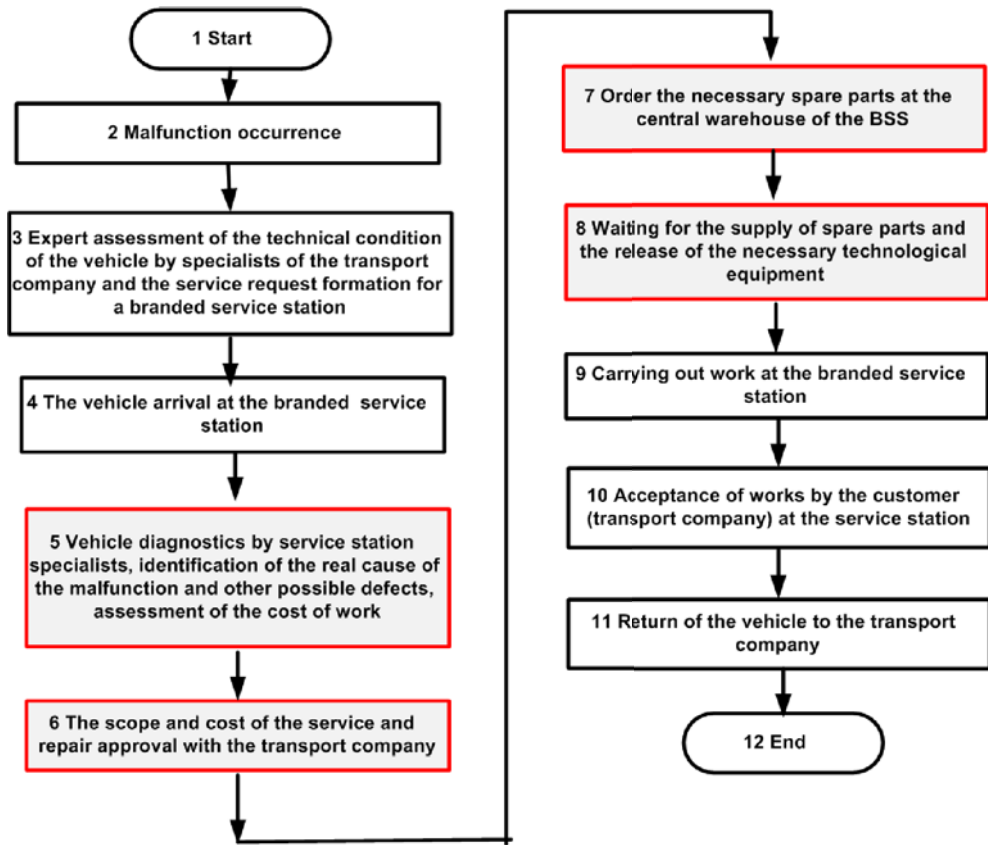 1 Start
2 Malfunction occurrence
3 Expert assessment of the technical condition
of the vehicle by specialists of the transport
company and the service request formation for
a branded service station
4 The vehicle arrival at the branded service
station
5 Vehicle diagnostics by service station
specialists, identification of the real cause of
the malfunction and other possible defects,
assessment of the cost of work
6 The scope and cost of the service and
repair approval with the transport company
7 Order the necessary spare parts at the
central warehouse of the BSS
8 Waiting for the supply of spare parts and
the release of the necessary technological
equipment
9 Carrying out work at the branded service
station
10 Acceptance of works by the customer
(transport company) at the service station
11 Return of the vehicle to the transport
company
12 End